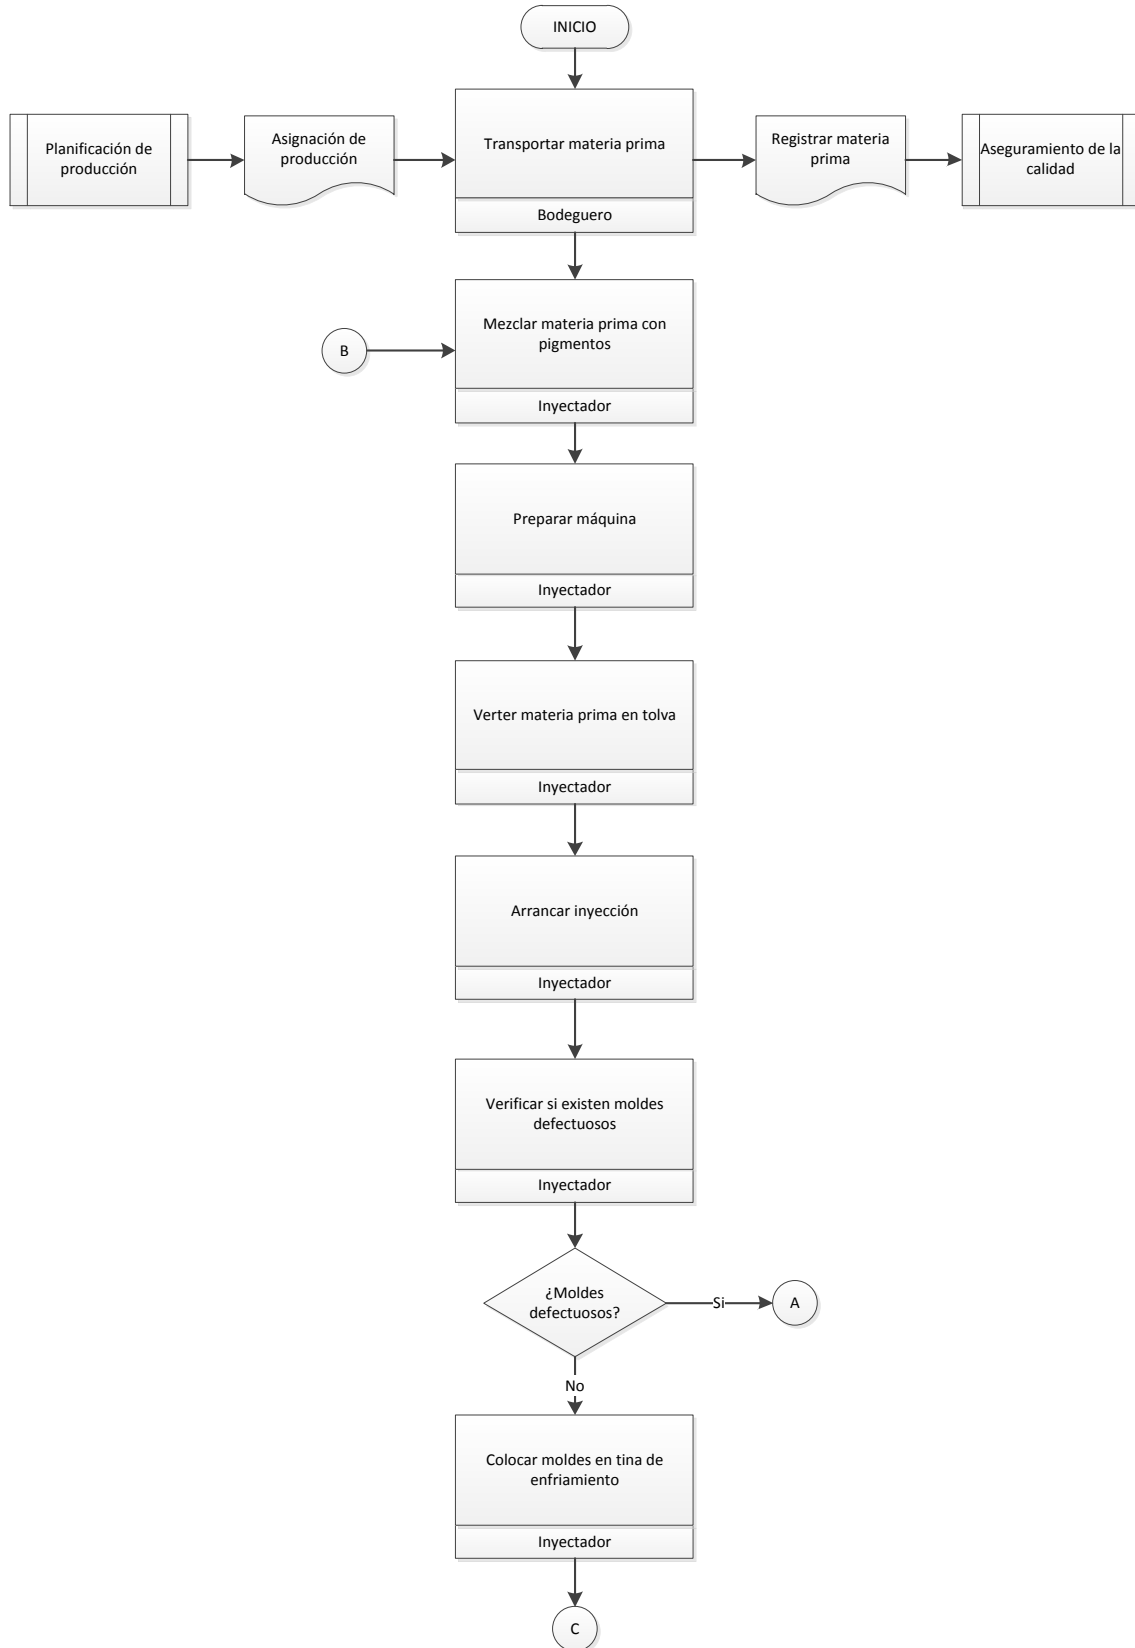 INICIO
Planificación de
producción
Asignación de
producción
Transportar materia prima
Bodeguero
Registrar materia
prima
Aseguramiento de la
calidad
B
Mezclar materia prima con
pigmentos
Inyectador
Preparar máquina
Inyectador
Verter materia prima en tolva
Inyectador
Arrancar inyección
Inyectador
Verificar si existen moldes
defectuosos
Inyectador
¿Moldes
defectuosos?
Si
A
No
Colocar moldes en tina de
enfriamiento
Inyectador
C